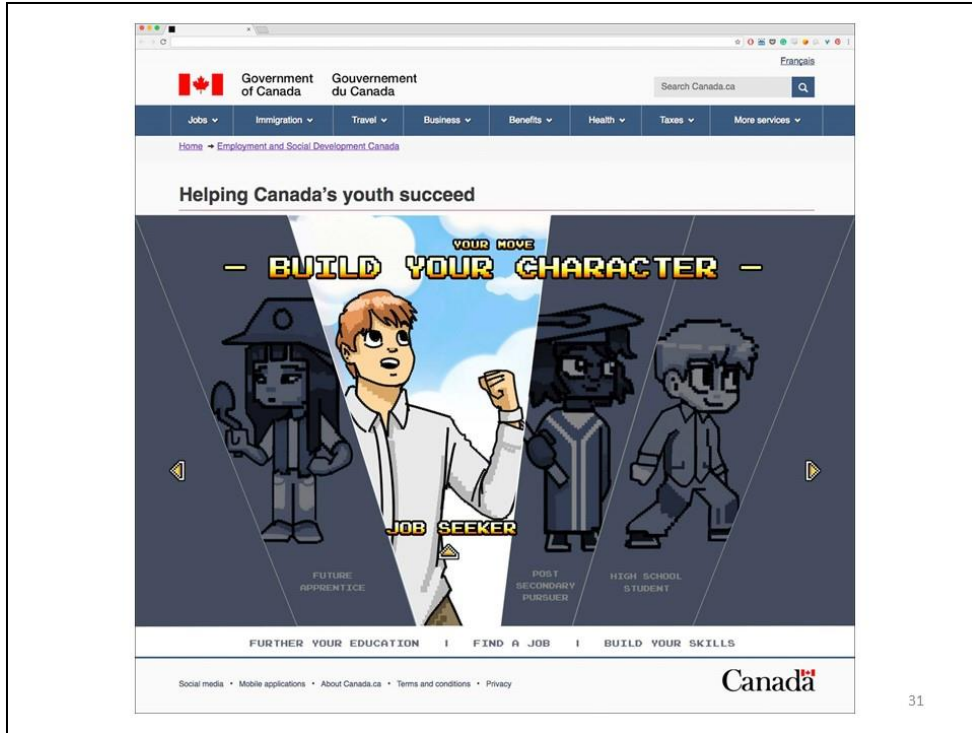 Français
Government of Canada
Gouvernement du Canada
Search Canada.ca
Jobs Immigration Travel Business Benefits Health Taxes More services
Home → Employment and Social Development Canada
Helping Canada's youth succeed
YOUR MOVE
- BUILD YOUR CHARACTER -
JOB SEEKER
FUTURE
APPRENTICE
POST
SECONDARY
PURSUER
HIGH SCHOOL
STUDENT
FURTHER YOUR EDUCATION | FIND A JOB | BUILD YOUR SKILLS
Social media • Mobile applications • About Canada.ca • Terms and conditions • Privacy
Canada
31